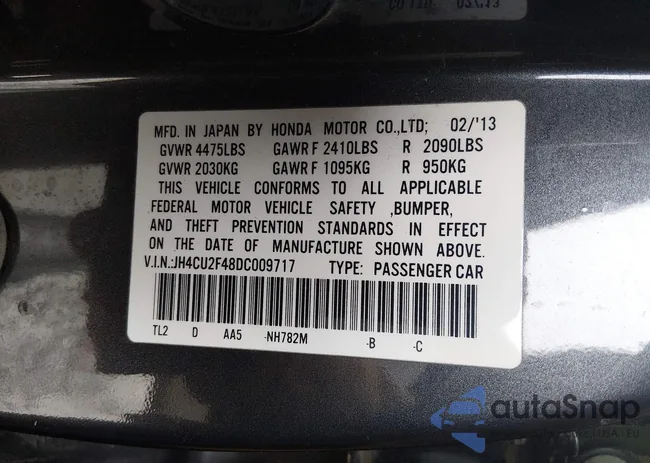 MFD. IN JAPAN BY HONDA MOTOR CO.,LTD; 02/'13
GVWR 4475LBS GAWR F 2410LBS R 2090LBS
GVWR 2030KG GAWR F 1095KG R 950KG
THIS VEHICLE CONFORMS TO ALL APPLICABLE
FEDERAL MOTOR VEHICLE SAFETY ,BUMPER,
AND THEFT PREVENTION STANDARDS IN EFFECT
ON THE DATE OF MANUFACTURE SHOWN ABOVE.
V.I.N.:JH4CU2F48DC009717 TYPE: PASSENGER CAR
TL2 D AA5 -NH782M -B -C
autoSnap